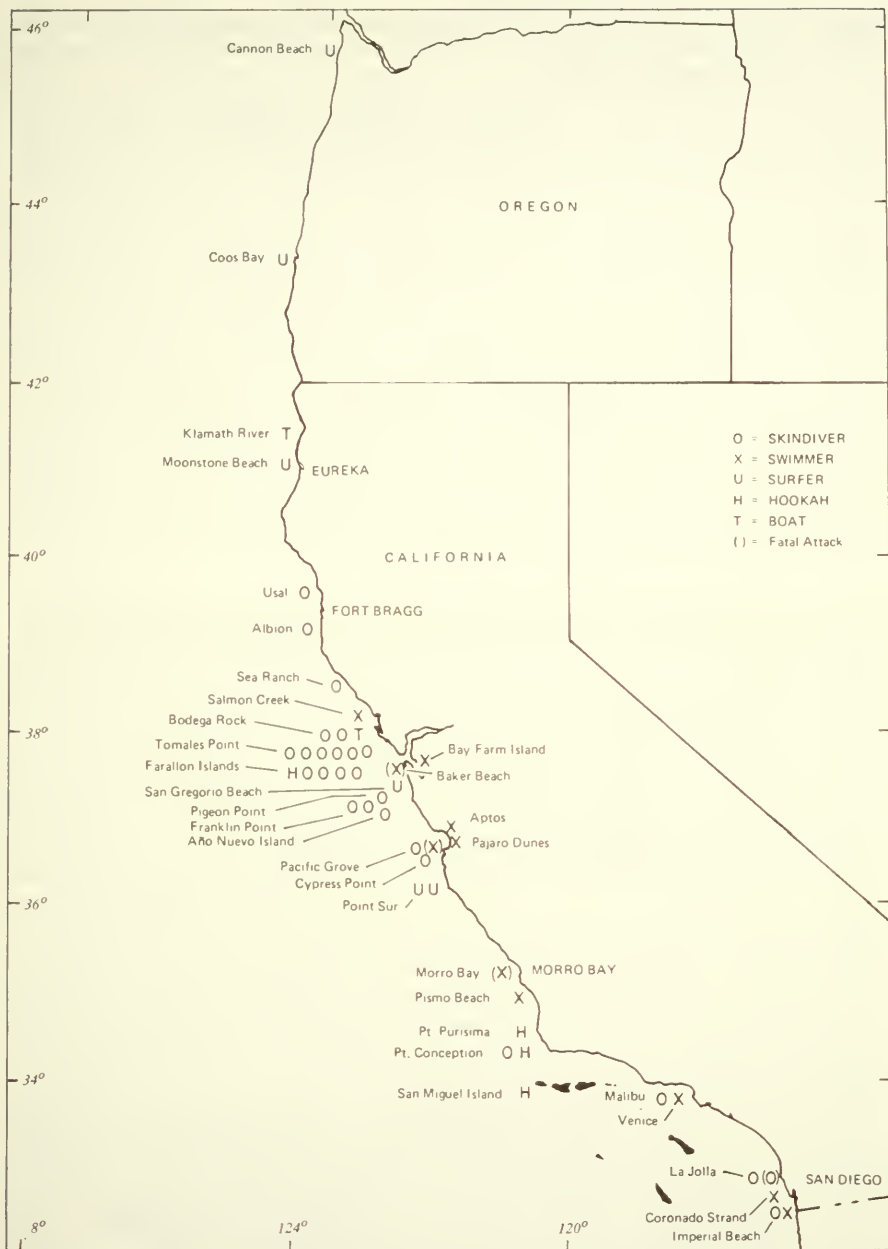 46°
Cannon Beach U
44°
OREGON
Coos Bay U
42°
Klamath River T
Moonstone Beach U
EUREKA
O = SKINDIVER
X = SWIMMER
U = SURFER
H = HOOKAH
T = BOAT
( ) = Fatal Attack
40°
CALIFORNIA
Usal O
FORT BRAGG
Albion O
Sea Ranch O
Salmon Creek X
38°
Bodega Rock O O T
Tomales Point O O O O O O
Bay Farm Island X
Farallon Islands H O O O O
(X) Baker Beach
San Gregorio Beach U
Pigeon Point O
Franklin Point O O
Año Nuevo Island O
Aptos X
Pajaro Dunes X
Pacific Grove O (X)
Cypress Point O
Point Sur U U
36°
Morro Bay (X)
MORRO BAY
Pismo Beach X
Pt Purisima H
Pt. Conception O H
34°
San Miguel Island H
Malibu O X
Venice
La Jolla O (O)
SAN DIEGO
Coronado Strand X
Imperial Beach O X
8°
124°
120°